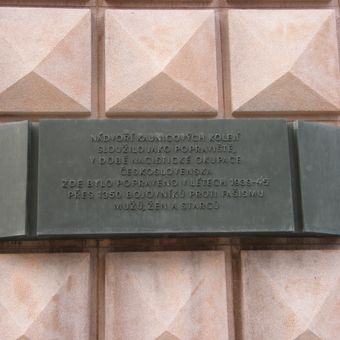 NÁDVOŘÍ KAUNICOVÝCH KOLEJÍ
SLOUŽILO JAKO POPRAVIŠTĚ,
V DOBĚ NACISTICKÉ OKUPACE
ČESKOSLOVENSKA
ZDE BYLO POPRAVENO V LÉTECH 1939-45
PŘES 1350 BOJOVNÍKŮ PROTI FAŠISMU
MUŽŮ, ŽEN A STARCŮ